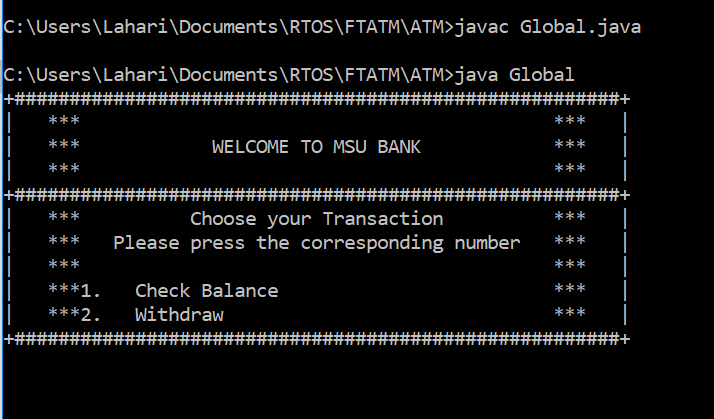 C:\Users\Lahari\Documents\RTOS\FTATM\ATM>javac Global.java
C:\Users\Lahari\Documents\RTOS\FTATM\ATM>java Global
+#######################################################+
|   ***                                           ***   |
|   ***            WELCOME TO MSU BANK            ***   |
|   ***                                           ***   |
+#######################################################+
|   ***          Choose your Transaction          ***   |
|   ***   Please press the corresponding number   ***   |
|   ***                                           ***   |
|   ***1.   Check Balance                         ***   |
|   ***2.   Withdraw                              ***   |
+#######################################################+